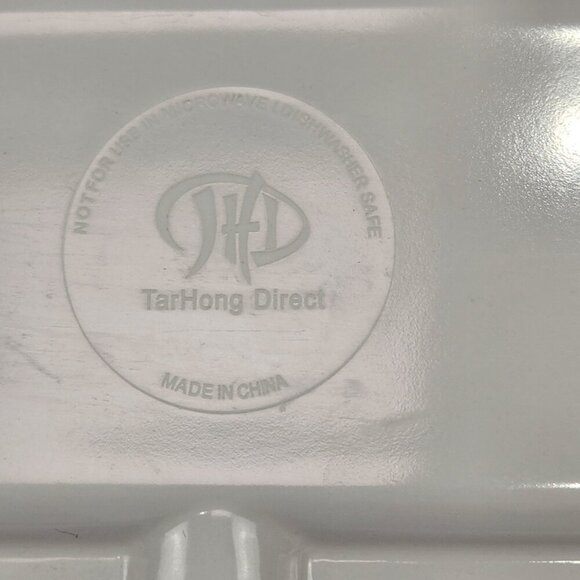 NOT FOR USE IN MICROWAVE / DISHWASHER SAFE
THD
TarHong Direct
MADE IN CHINA